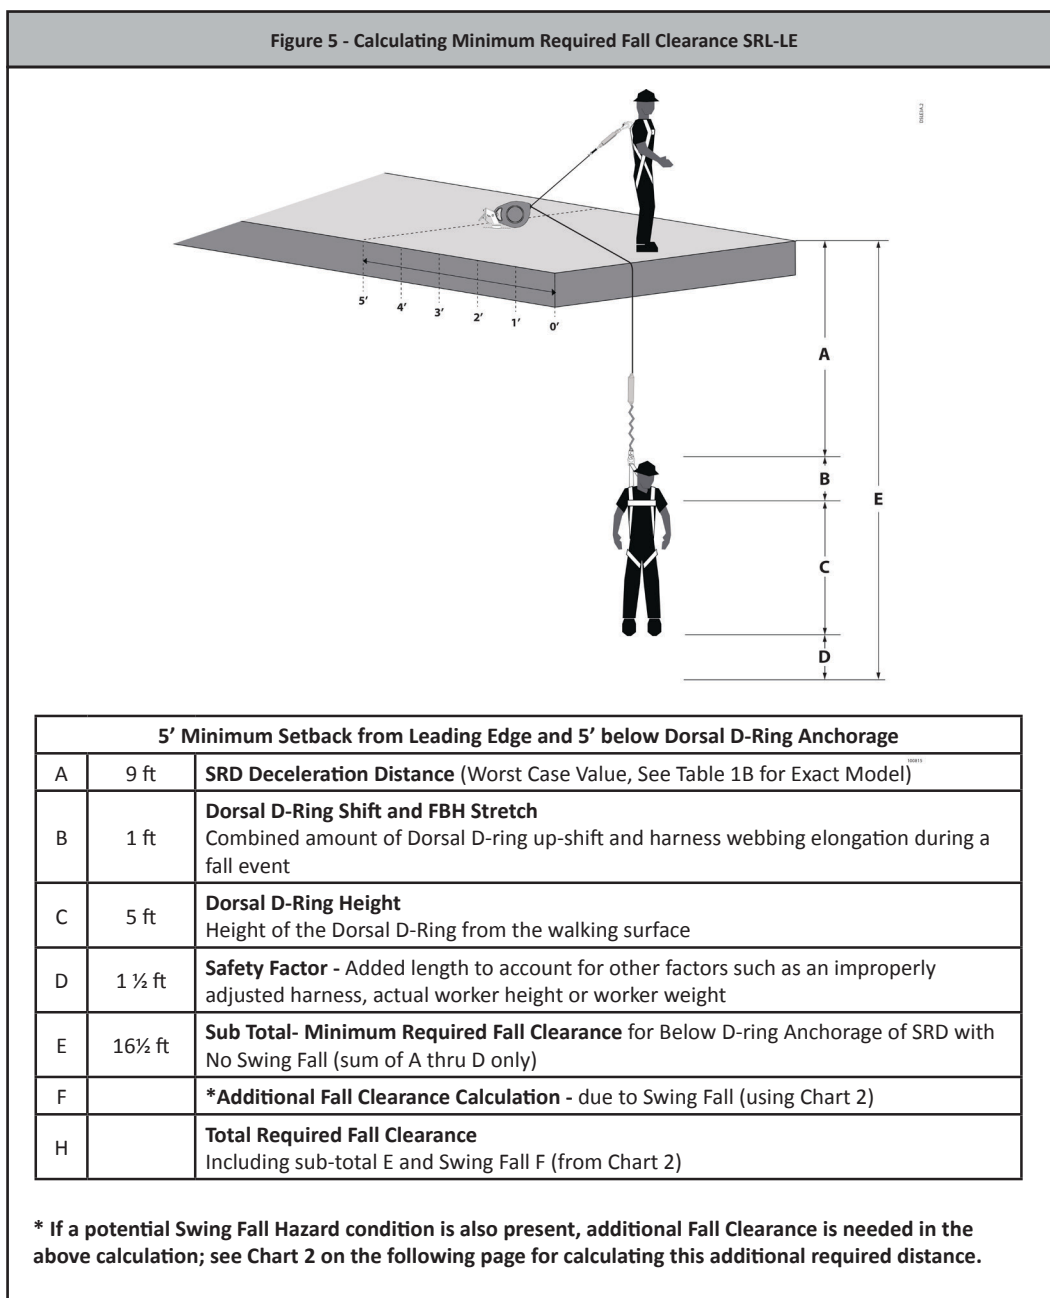 Figure 5 - Calculating Minimum Required Fall Clearance SRL-LE
5′
4′
3′
2′
1′
0′
A
B
C
D
E
5′ Minimum Setback from Leading Edge and 5′ below Dorsal D-Ring Anchorage
A 9 ft SRD Deceleration Distance (Worst Case Value, See Table 1B for Exact Model)
B 1 ft Dorsal D-Ring Shift and FBH Stretch
Combined amount of Dorsal D-ring up-shift and harness webbing elongation during a
fall event
C 5 ft Dorsal D-Ring Height
Height of the Dorsal D-Ring from the walking surface
D 1 ½ ft Safety Factor - Added length to account for other factors such as an improperly
adjusted harness, actual worker height or worker weight
E 16½ ft Sub Total- Minimum Required Fall Clearance for Below D-ring Anchorage of SRD with
No Swing Fall (sum of A thru D only)
F *Additional Fall Clearance Calculation - due to Swing Fall (using Chart 2)
H Total Required Fall Clearance
Including sub-total E and Swing Fall F (from Chart 2)
* If a potential Swing Fall Hazard condition is also present, additional Fall Clearance is needed in the
above calculation; see Chart 2 on the following page for calculating this additional required distance.